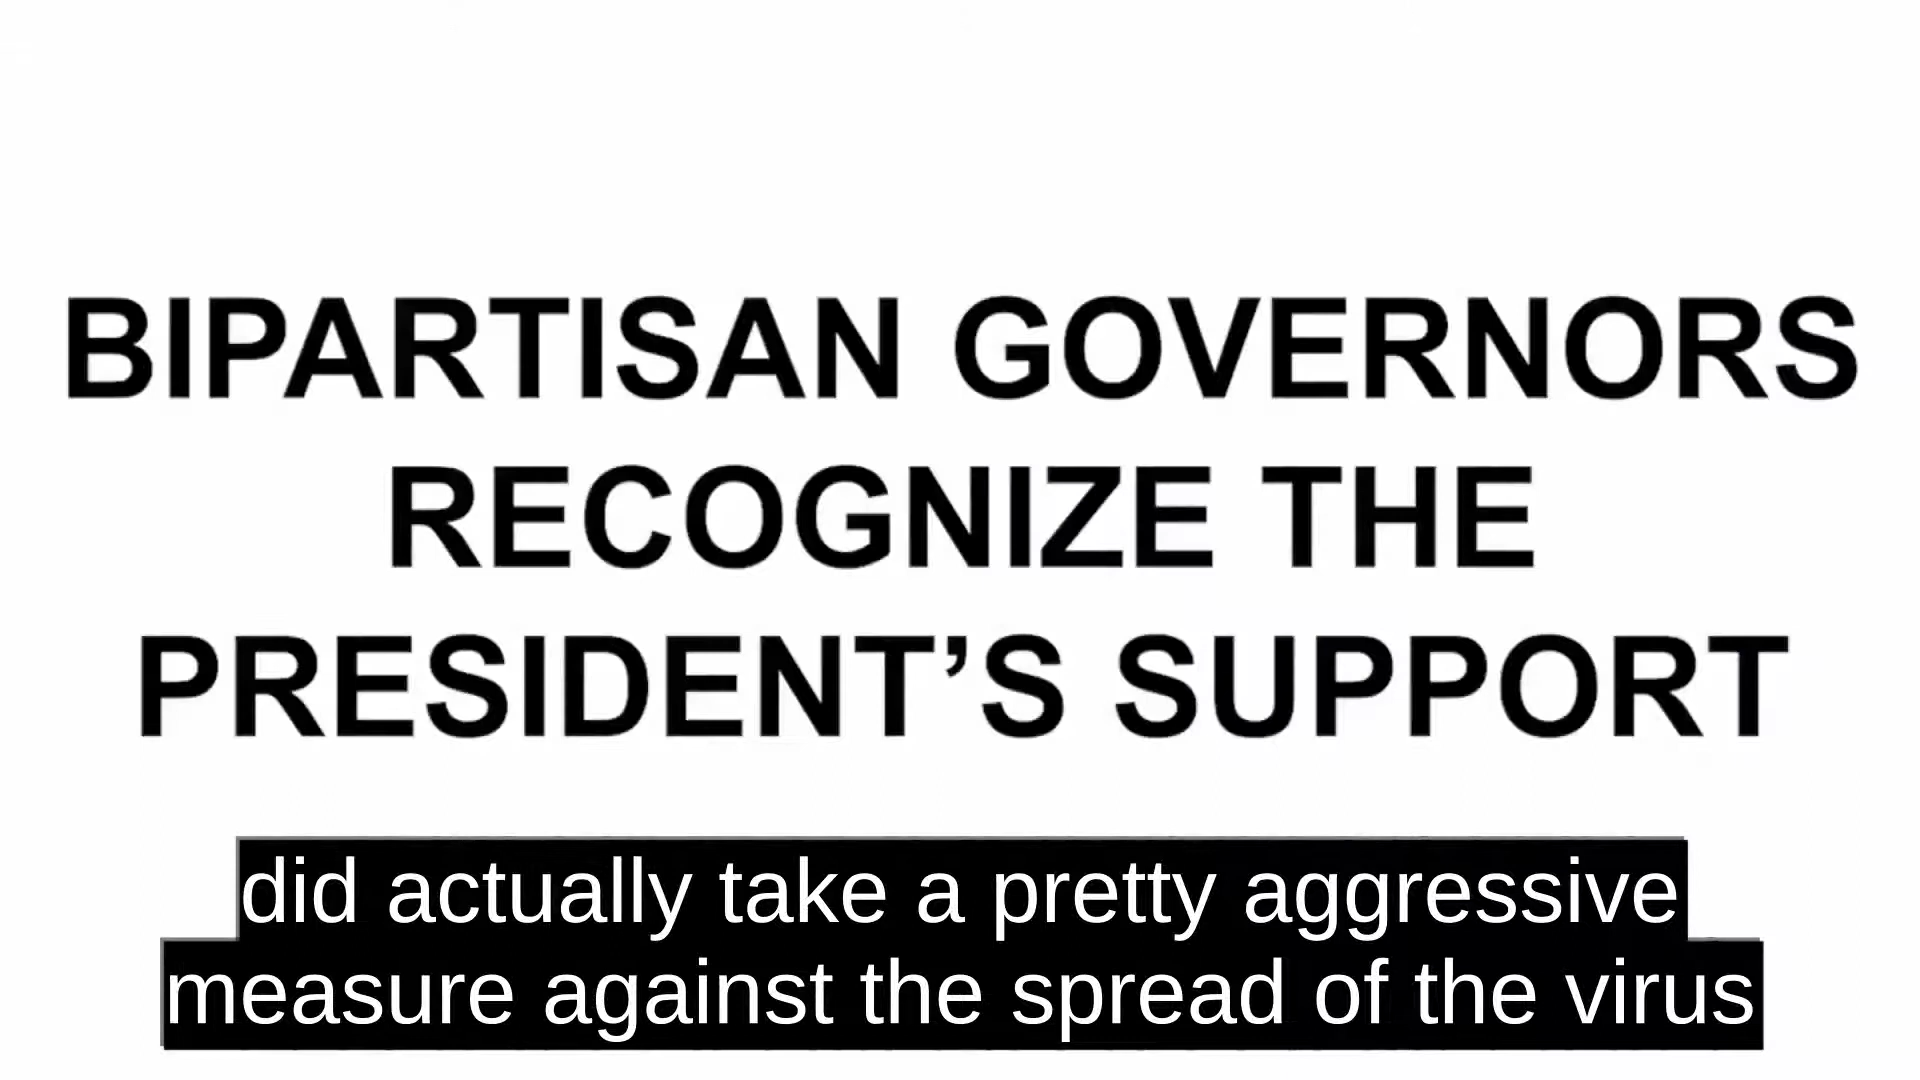 BIPARTISAN GOVERNORS
RECOGNIZE THE
PRESIDENT’S SUPPORT
did actually take a pretty aggressive
measure against the spread of the virus